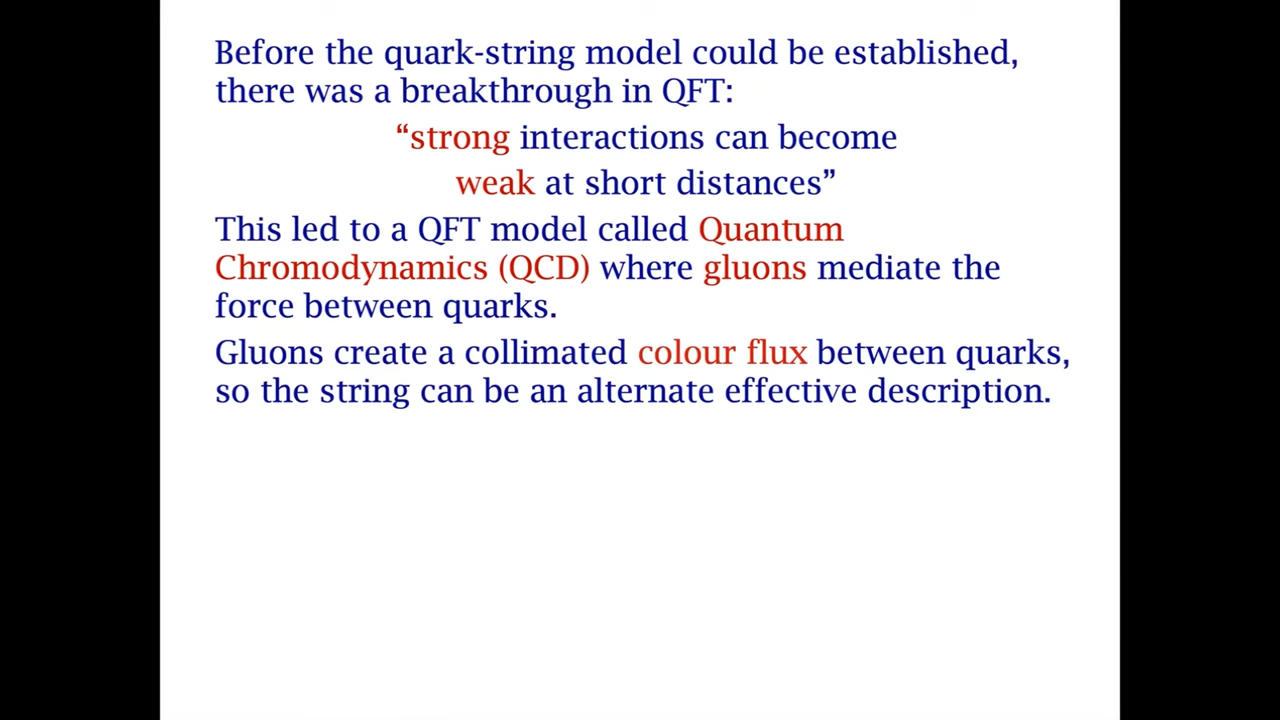 Before the quark-string model could be established,
there was a breakthrough in QFT:
“strong interactions can become
weak at short distances”
This led to a QFT model called Quantum
Chromodynamics (QCD) where gluons mediate the
force between quarks.
Gluons create a collimated colour flux between quarks,
so the string can be an alternate effective description.